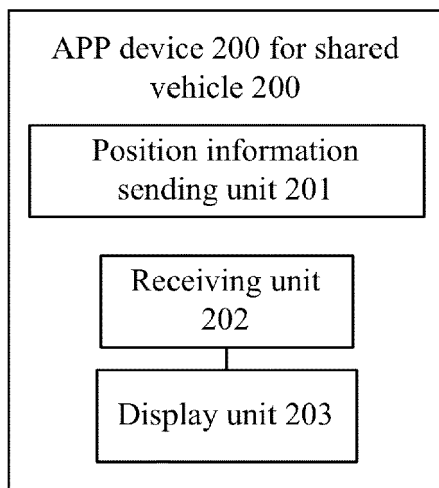 APP device 200 for shared
vehicle 200
Position information
sending unit 201
Receiving unit
202
Display unit 203